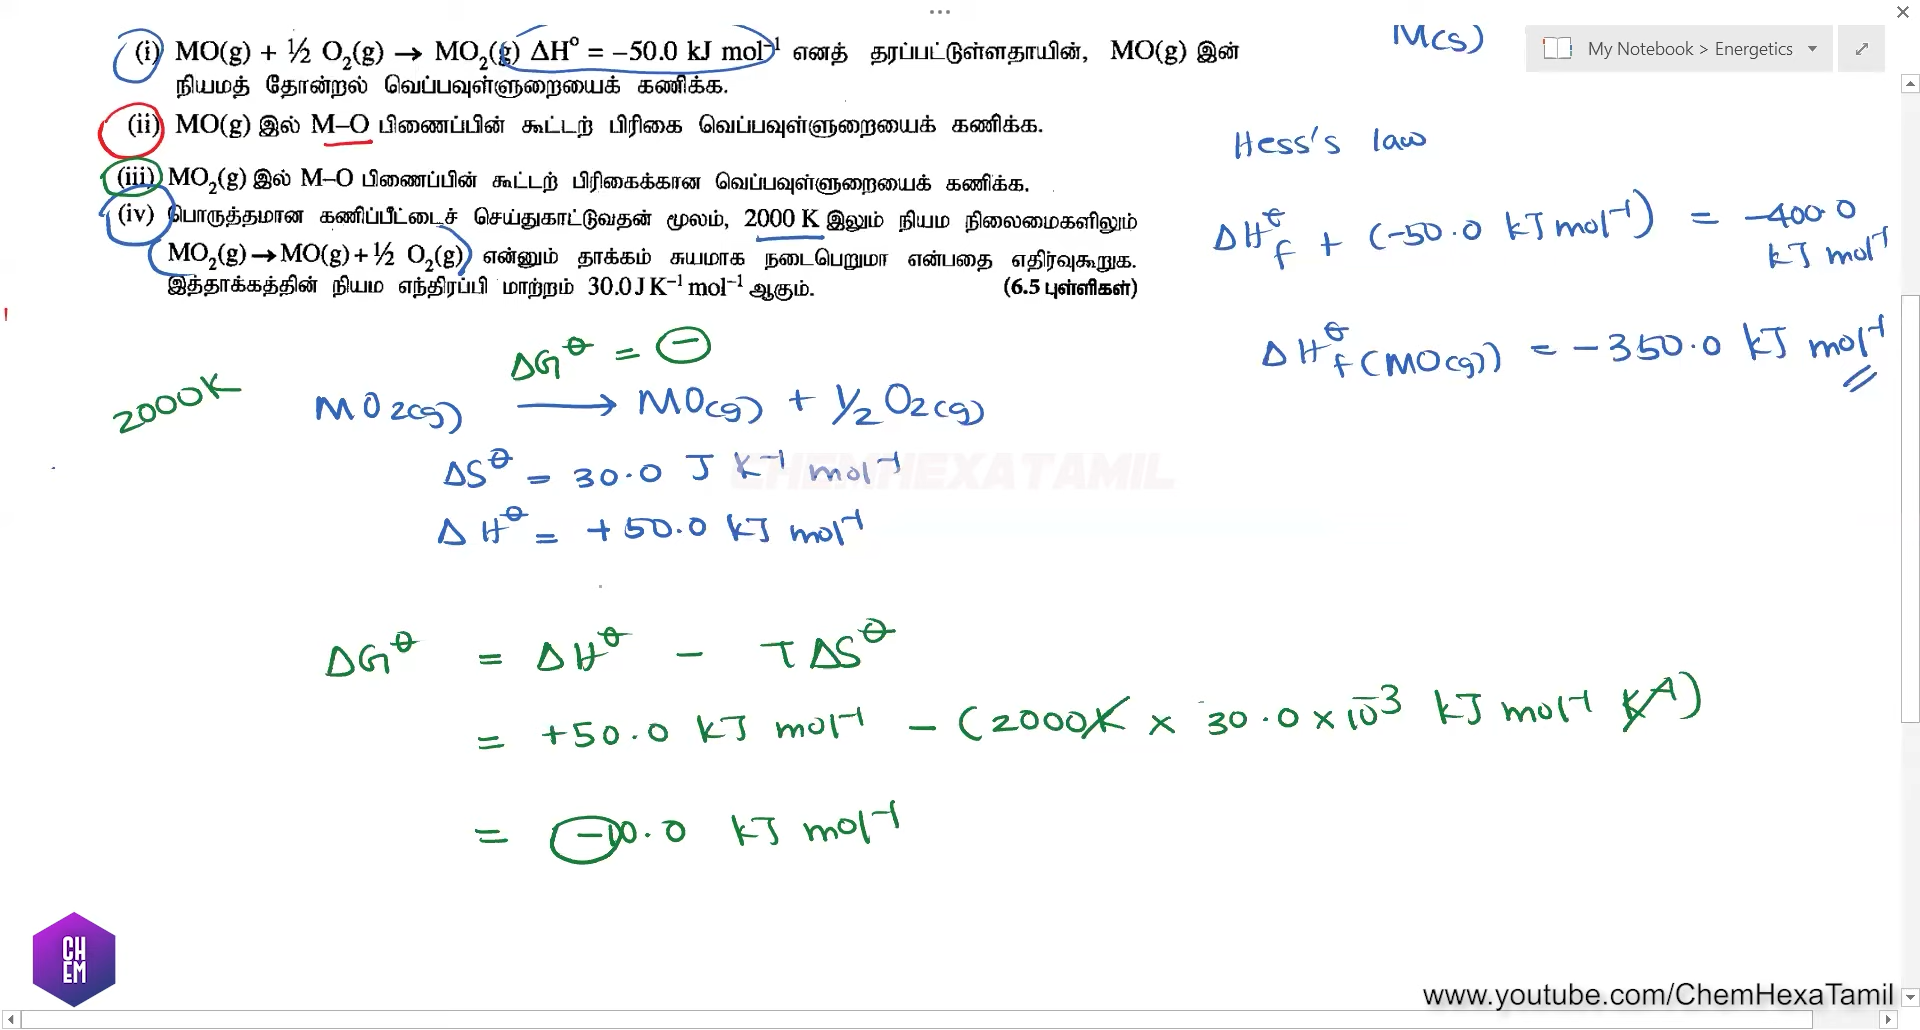 (i) MO(g) + ½ O₂(g) → MO₂(g) ΔH° = −50.0 kJ mol⁻¹ எனத் தரப்பட்டுள்ளதாயின், MO(g) இன்
நியமத் தோன்றல் வெப்பவுள்ளுறையைக் கணிக்க.
(ii) MO(g) இல் M–O பிணைப்பின் கூட்டற் பிரிகை வெப்பவுள்ளுறையைக் கணிக்க.
(iii) MO₂(g) இல் M–O பிணைப்பின் கூட்டற் பிரிகைக்கான வெப்பவுள்ளுறையைக் கணிக்க.
(iv) பொருத்தமான கணிப்பீட்டைச் செய்துகாட்டுவதன் மூலம், 2000 K இலும் நியம நிலைமைகளிலும்
MO₂(g) → MO(g) + ½ O₂(g) என்னும் தாக்கம் சுயமாக நடைபெறுமா என்பதை எதிர்வுகூறுக.
இத்தாக்கத்தின் நியம எந்திரப்பி மாற்றம் 30.0 J K⁻¹ mol⁻¹ ஆகும். (6.5 புள்ளிகள்)
M(s)
My Notebook > Energetics
Hess's law
ΔH^θ_f + (−50.0 kJ mol⁻¹) = −400.0
kJ mol⁻¹
ΔH^θ_f (MO(g)) = −350.0 kJ mol⁻¹
ΔG^θ = −
2000K MO₂(g) → MO(g) + ½ O₂(g)
CHEMHEXATAMIL
ΔS^θ = 30.0 J K⁻¹ mol⁻¹
ΔH^θ = +50.0 kJ mol⁻¹
ΔG^θ = ΔH^θ − TΔS^θ
= +50.0 kJ mol⁻¹ − (2000K × 30.0 × 10⁻³ kJ mol⁻¹ K⁻¹)
= −10.0 kJ mol⁻¹
CH
EM
www.youtube.com/ChemHexaTamil